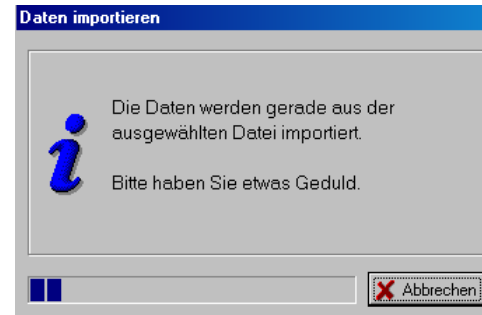 Daten importieren
Die Daten werden gerade aus der
ausgewählten Datei importiert.
Bitte haben Sie etwas Geduld.
Abbrechen